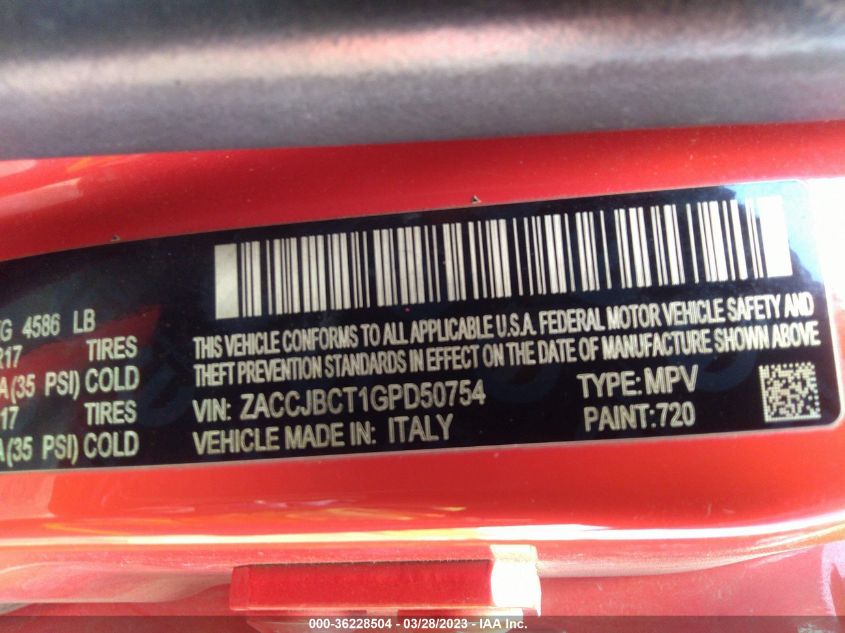 G 4586 LB
R17 TIRES
A(35 PSI) COLD
17 TIRES
A(35 PSI) COLD
THIS VEHICLE CONFORMS TO ALL APPLICABLE U.S.A. FEDERAL MOTOR VEHICLE SAFETY AND
THEFT PREVENTION STANDARDS IN EFFECT ON THE DATE OF MANUFACTURE SHOWN ABOVE
VIN: ZACCJBCT1GPD50754 TYPE: MPV
VEHICLE MADE IN: ITALY PAINT: 720
000-36228504 — 03/28/2023 — © IAA Inc.